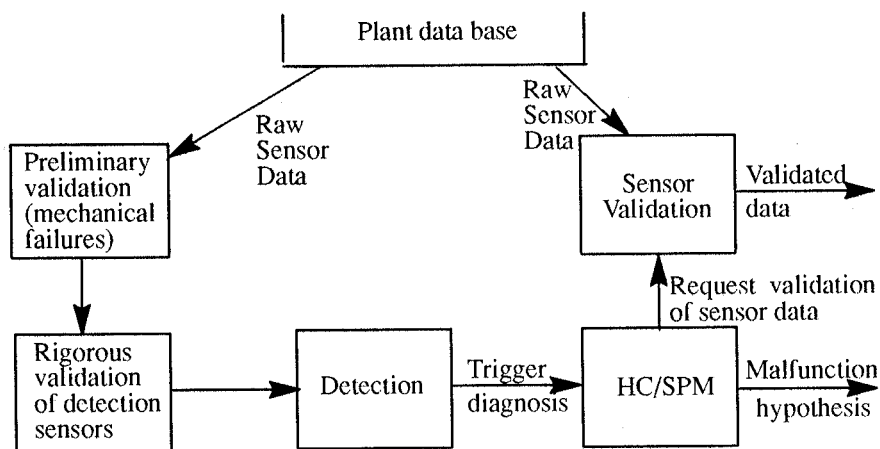 Plant data base
Raw
Sensor
Data
Raw
Sensor
Data
Preliminary
validation
(mechanical
failures)
Sensor
Validation
Validated
data
Request validation
of sensor data
Rigorous
validation
of detection
sensors
Detection
Trigger
diagnosis
HC/SPM
Malfunction
hypothesis